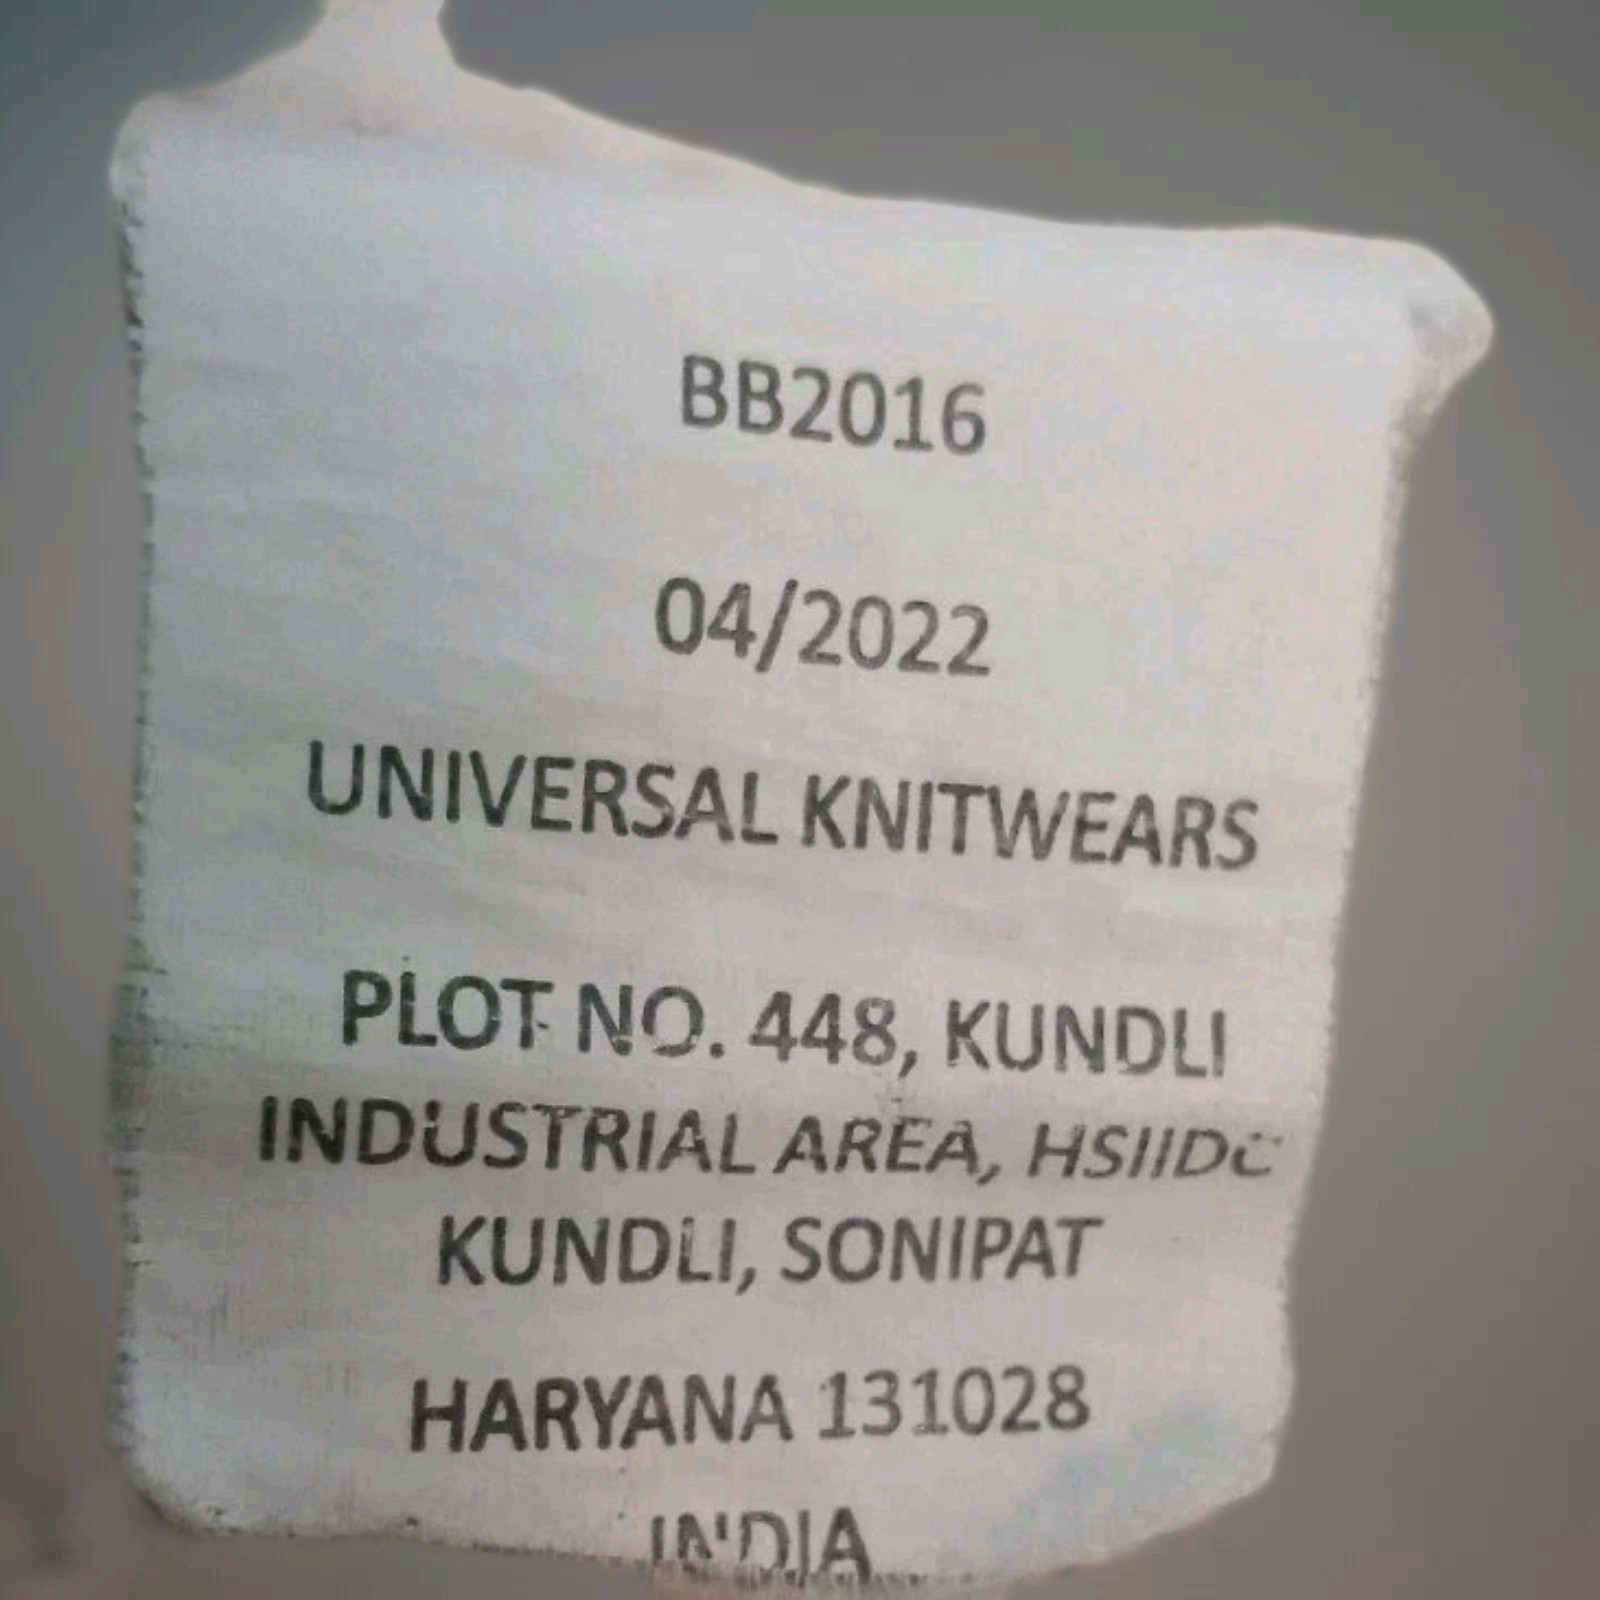 BB2016
04/2022
UNIVERSAL KNITWEARS
PLOT NO. 448, KUNDLI
INDUSTRIAL AREA, HSIIDC
KUNDLI, SONIPAT
HARYANA 131028
INDIA